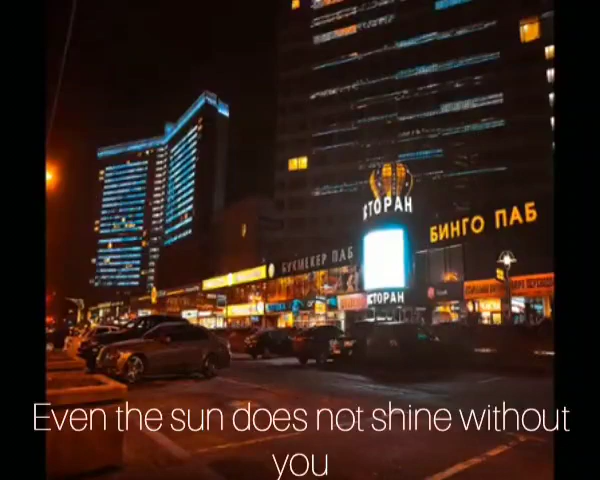 СТОРАН
БИНГО ПАБ
БУКМЕКЕР ПАБ
СТОРАН
Even the sun does not shine without
you